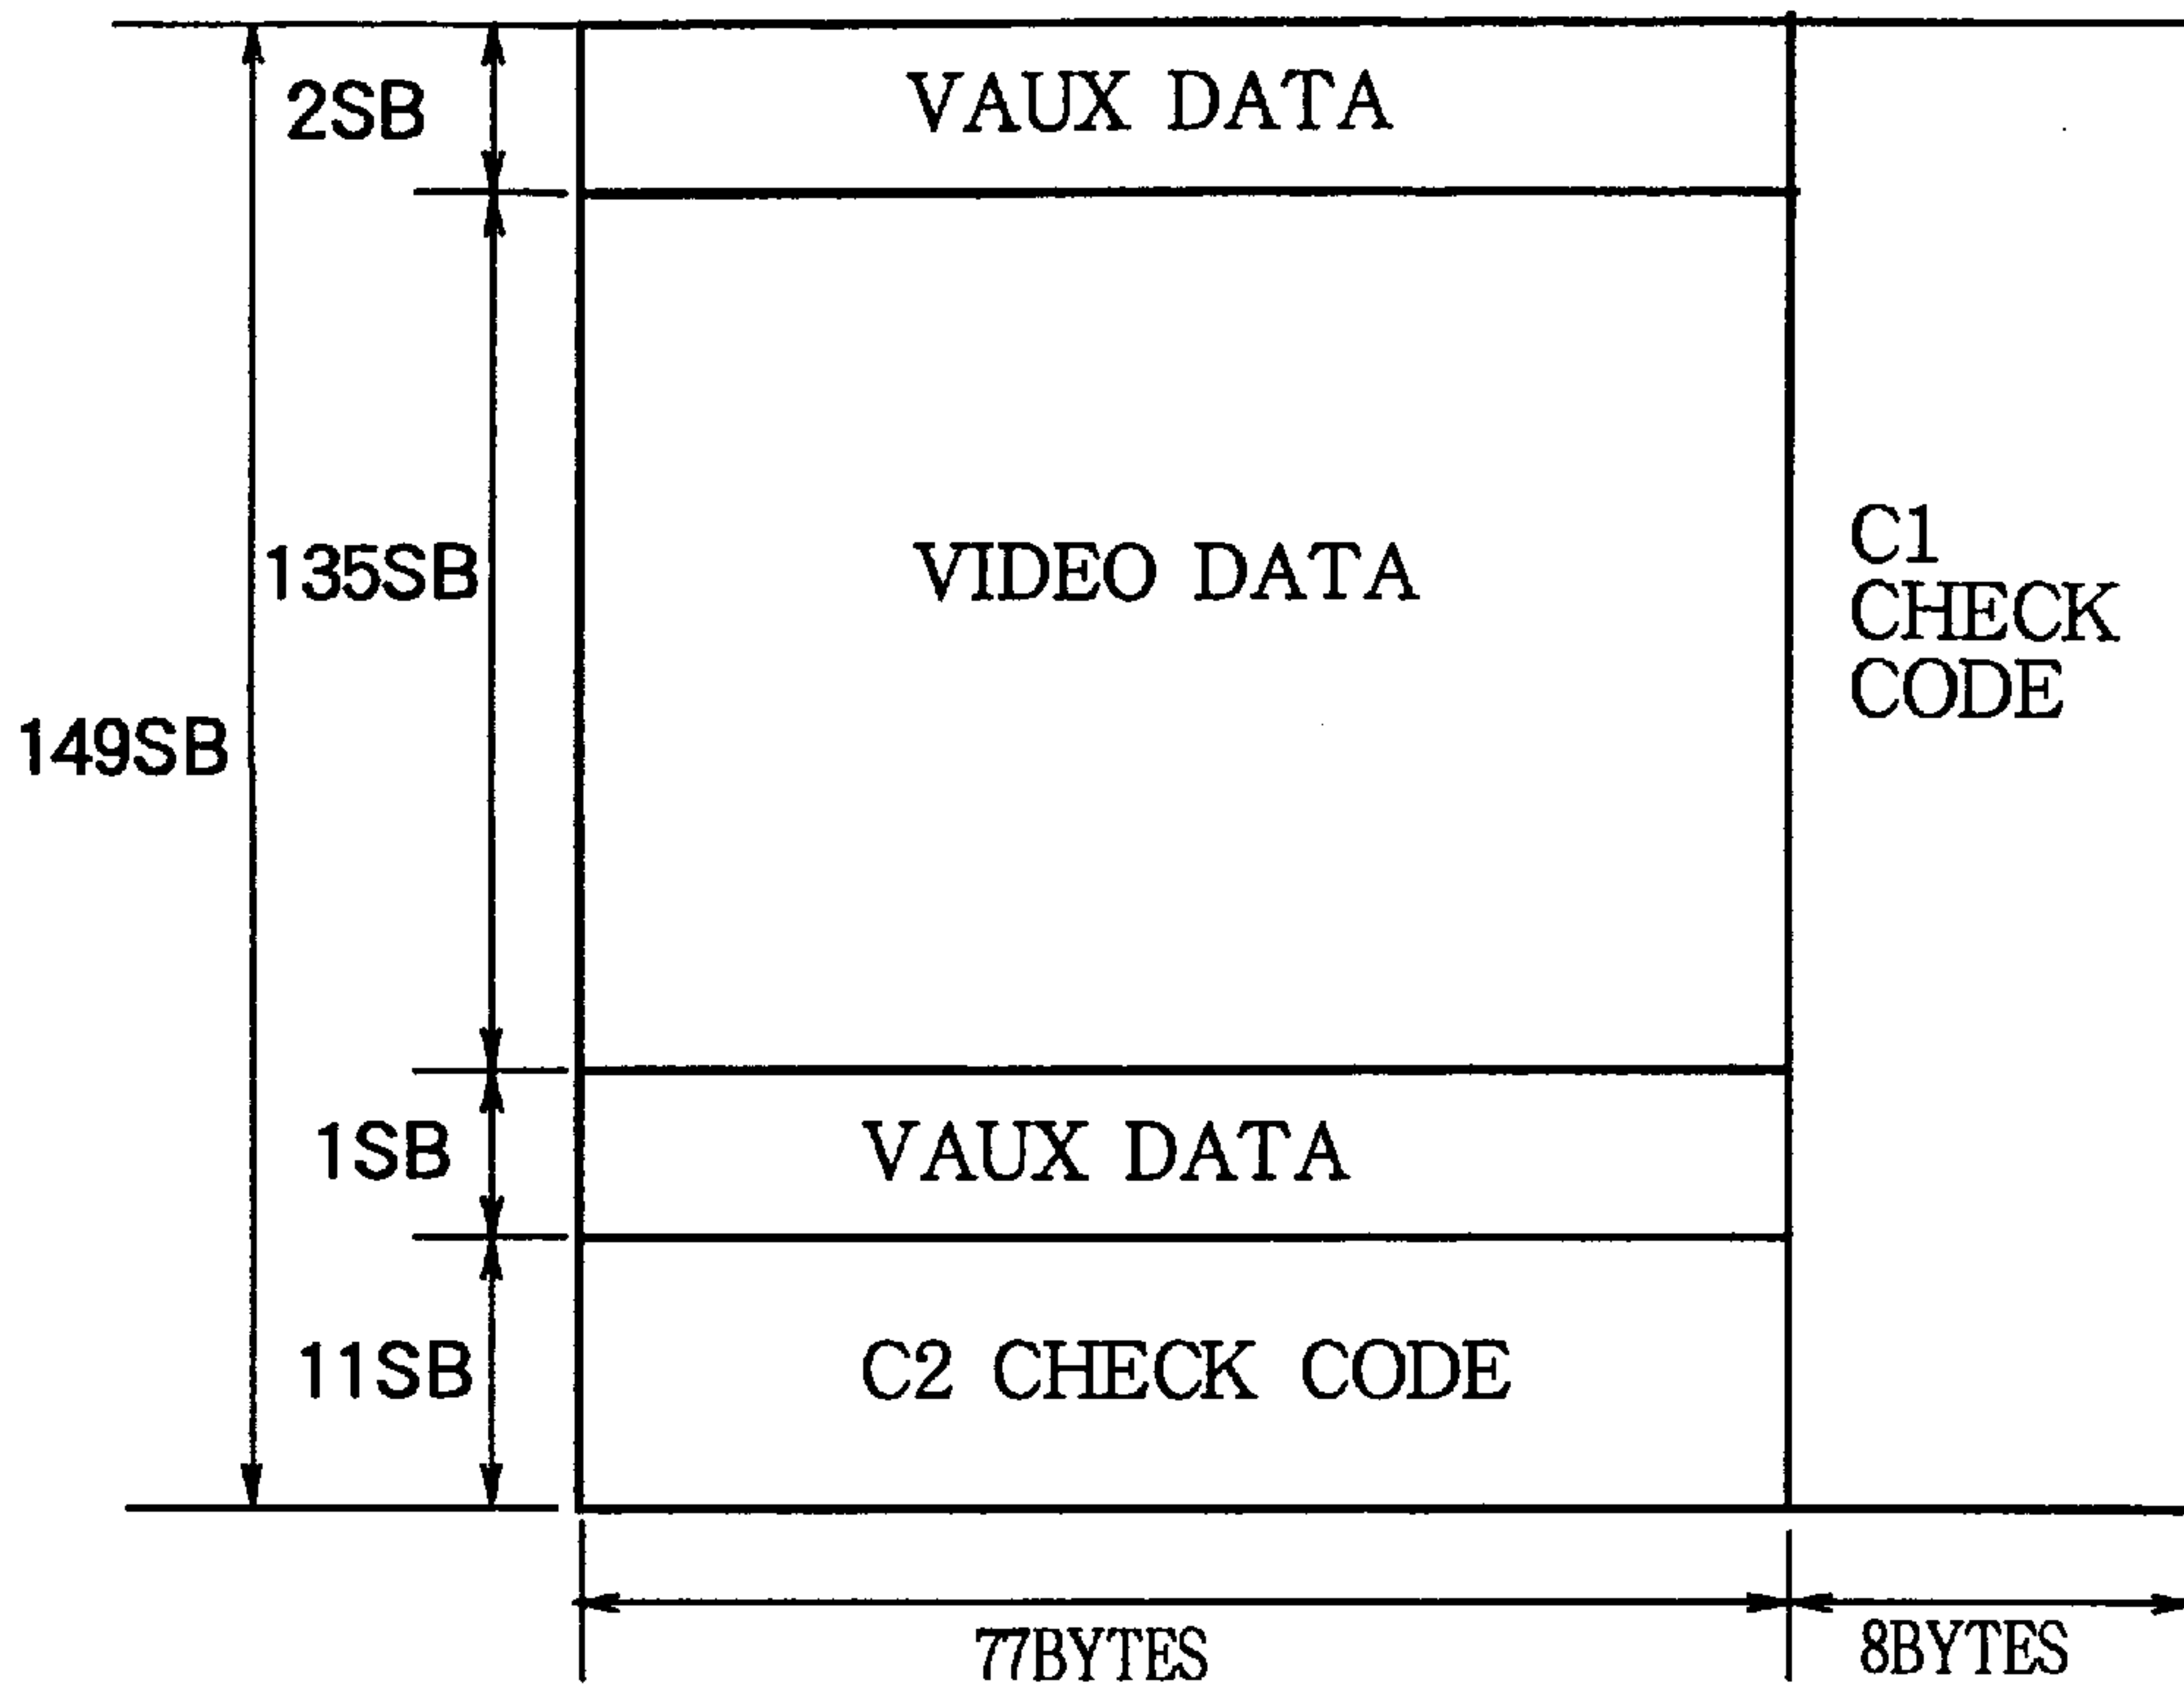 2SB
VAUX DATA
135SB
VIDEO DATA
C1
CHECK
CODE
149SB
1SB
VAUX DATA
11SB
C2 CHECK CODE
77BYTES
8BYTES